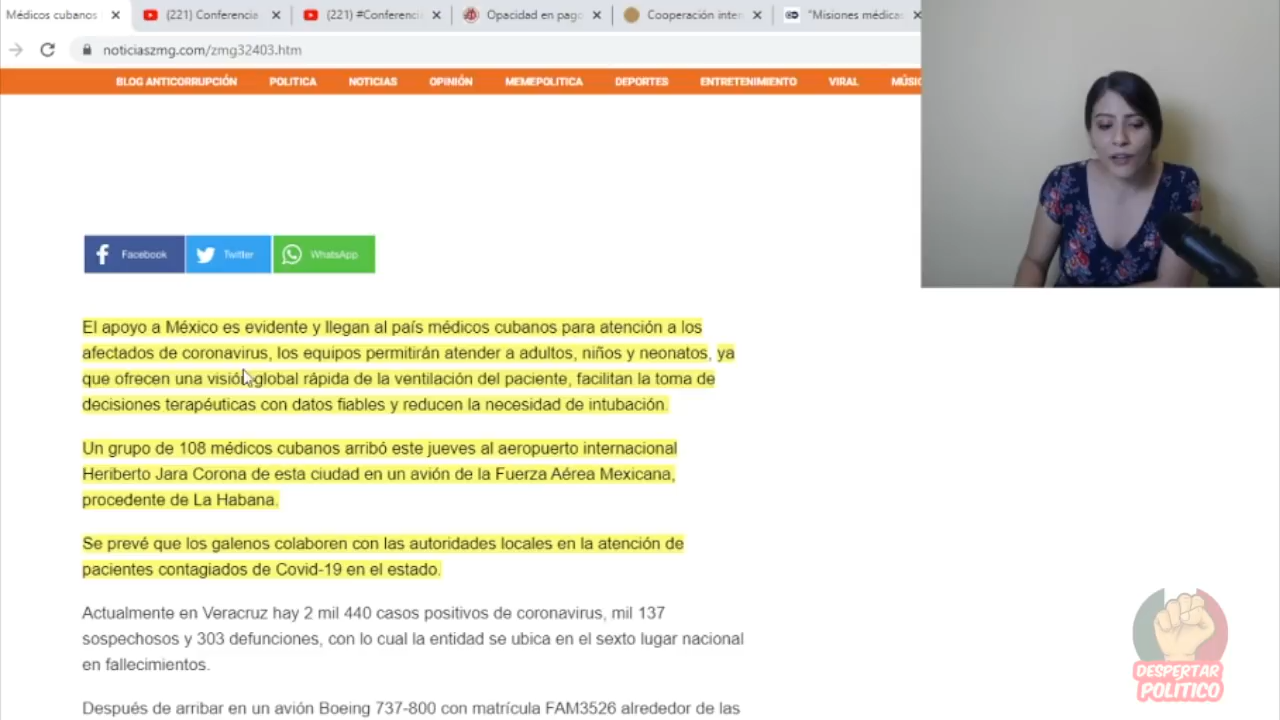 Médicos cubanos
(221) Conferencia
(221) #Conferenci
Opacidad en pago
Cooperación inter
"Misiones médica
noticiaszmg.com/zmg32403.htm
BLOG ANTICORRUPCIÓN POLITICA NOTICIAS OPINIÓN MEMEPOLITICA DEPORTES ENTRETENIMIENTO VIRAL MÚSIC
Facebook Twitter WhatsApp
El apoyo a México es evidente y llegan al país médicos cubanos para atención a los
afectados de coronavirus, los equipos permitirán atender a adultos, niños y neonatos, ya
que ofrecen una visión global rápida de la ventilación del paciente, facilitan la toma de
decisiones terapéuticas con datos fiables y reducen la necesidad de intubación.
Un grupo de 108 médicos cubanos arribó este jueves al aeropuerto internacional
Heriberto Jara Corona de esta ciudad en un avión de la Fuerza Aérea Mexicana,
procedente de La Habana.
Se prevé que los galenos colaboren con las autoridades locales en la atención de
pacientes contagiados de Covid-19 en el estado.
Actualmente en Veracruz hay 2 mil 440 casos positivos de coronavirus, mil 137
sospechosos y 303 defunciones, con lo cual la entidad se ubica en el sexto lugar nacional
en fallecimientos.
Después de arribar en un avión Boeing 737-800 con matrícula FAM3526 alrededor de las
DESPERTAR
POLÍTICO